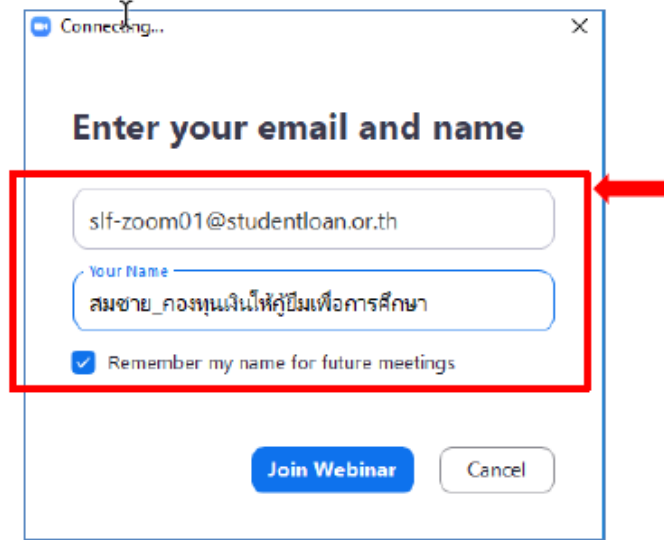 Connecting...
Enter your email and name
slf-zoom01@studentloan.or.th
Your Name
สมชาย_กองทุนเงินให้กู้ยืมเพื่อการศึกษา
Remember my name for future meetings
Join Webinar
Cancel